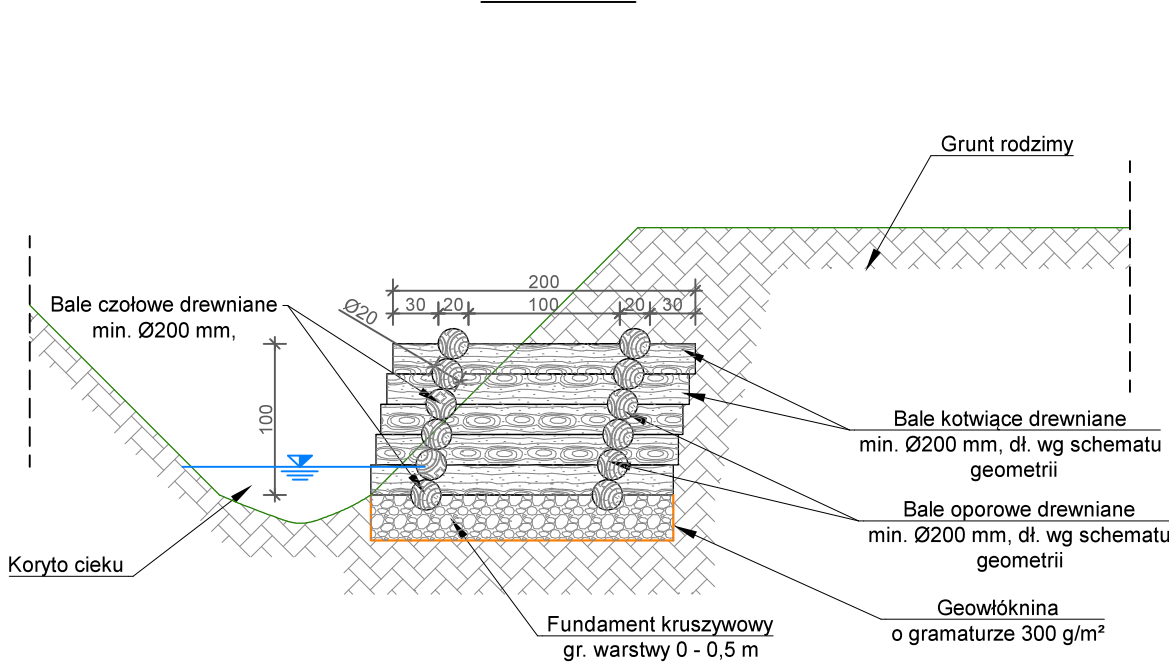 Grunt rodzimy
200
30
20
100
20
30
Ø20
Bale czołowe drewniane
min. Ø200 mm,
100
Bale kotwiące drewniane
min. Ø200 mm, dł. wg schematu
geometrii
Bale oporowe drewniane
min. Ø200 mm, dł. wg schematu
geometrii
Koryto cieku
Geowłóknina
o gramaturze 300 g/m²
Fundament kruszywowy
gr. warstwy 0 - 0,5 m